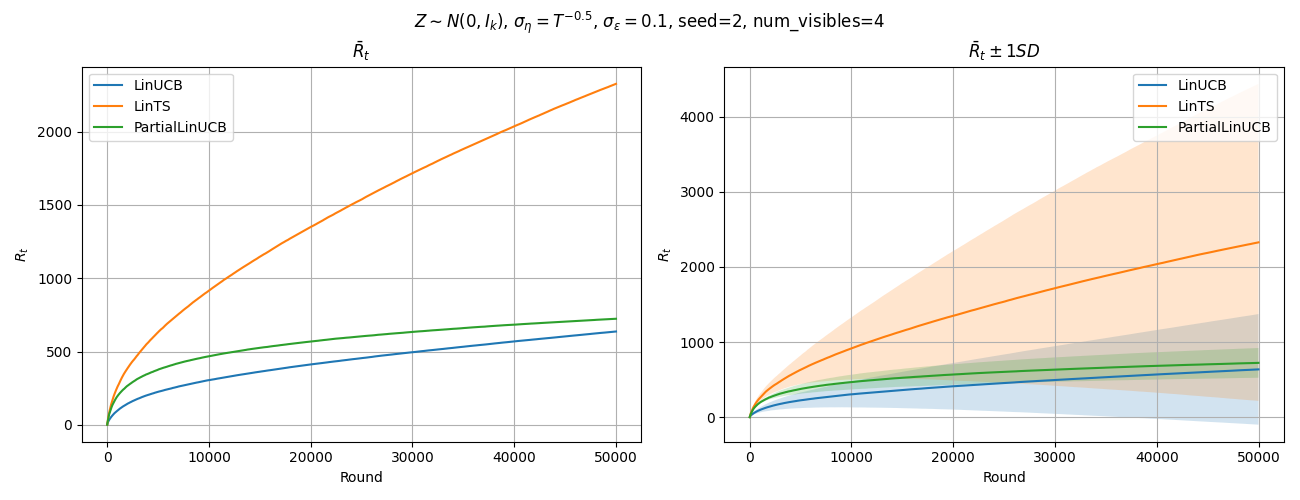 Z ∼ N(0, I_k), σ_η = T^{−0.5}, σ_ε = 0.1, seed=2, num_visibles=4
R̄_t
R̄_t ± 1SD
LinUCB
LinTS
PartialLinUCB
2000
1500
1000
500
0
R_t
0 10000 20000 30000 40000 50000
Round
LinUCB
LinTS
PartialLinUCB
4000
3000
2000
1000
0
R_t
0 10000 20000 30000 40000 50000
Round